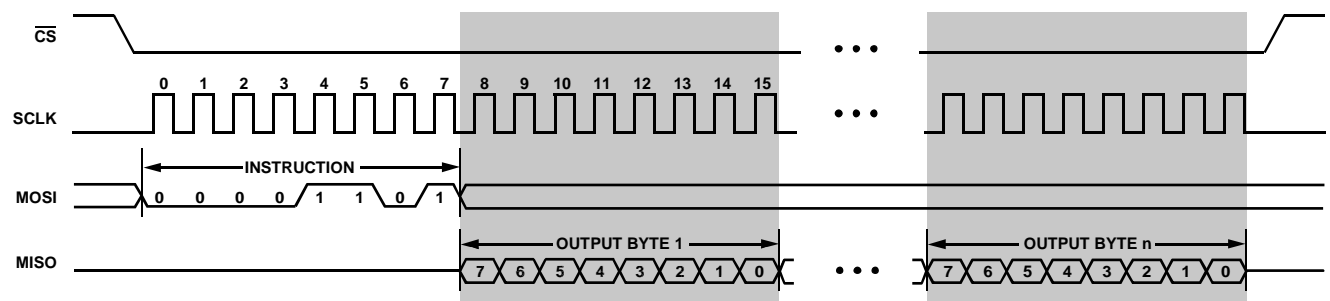 CS
0 1 2 3 4 5 6 7 8 9 10 11 12 13 14 15
SCLK
INSTRUCTION
MOSI
0 0 0 0 1 1 0 1
OUTPUT BYTE 1
OUTPUT BYTE n
MISO
7 6 5 4 3 2 1 0
7 6 5 4 3 2 1 0